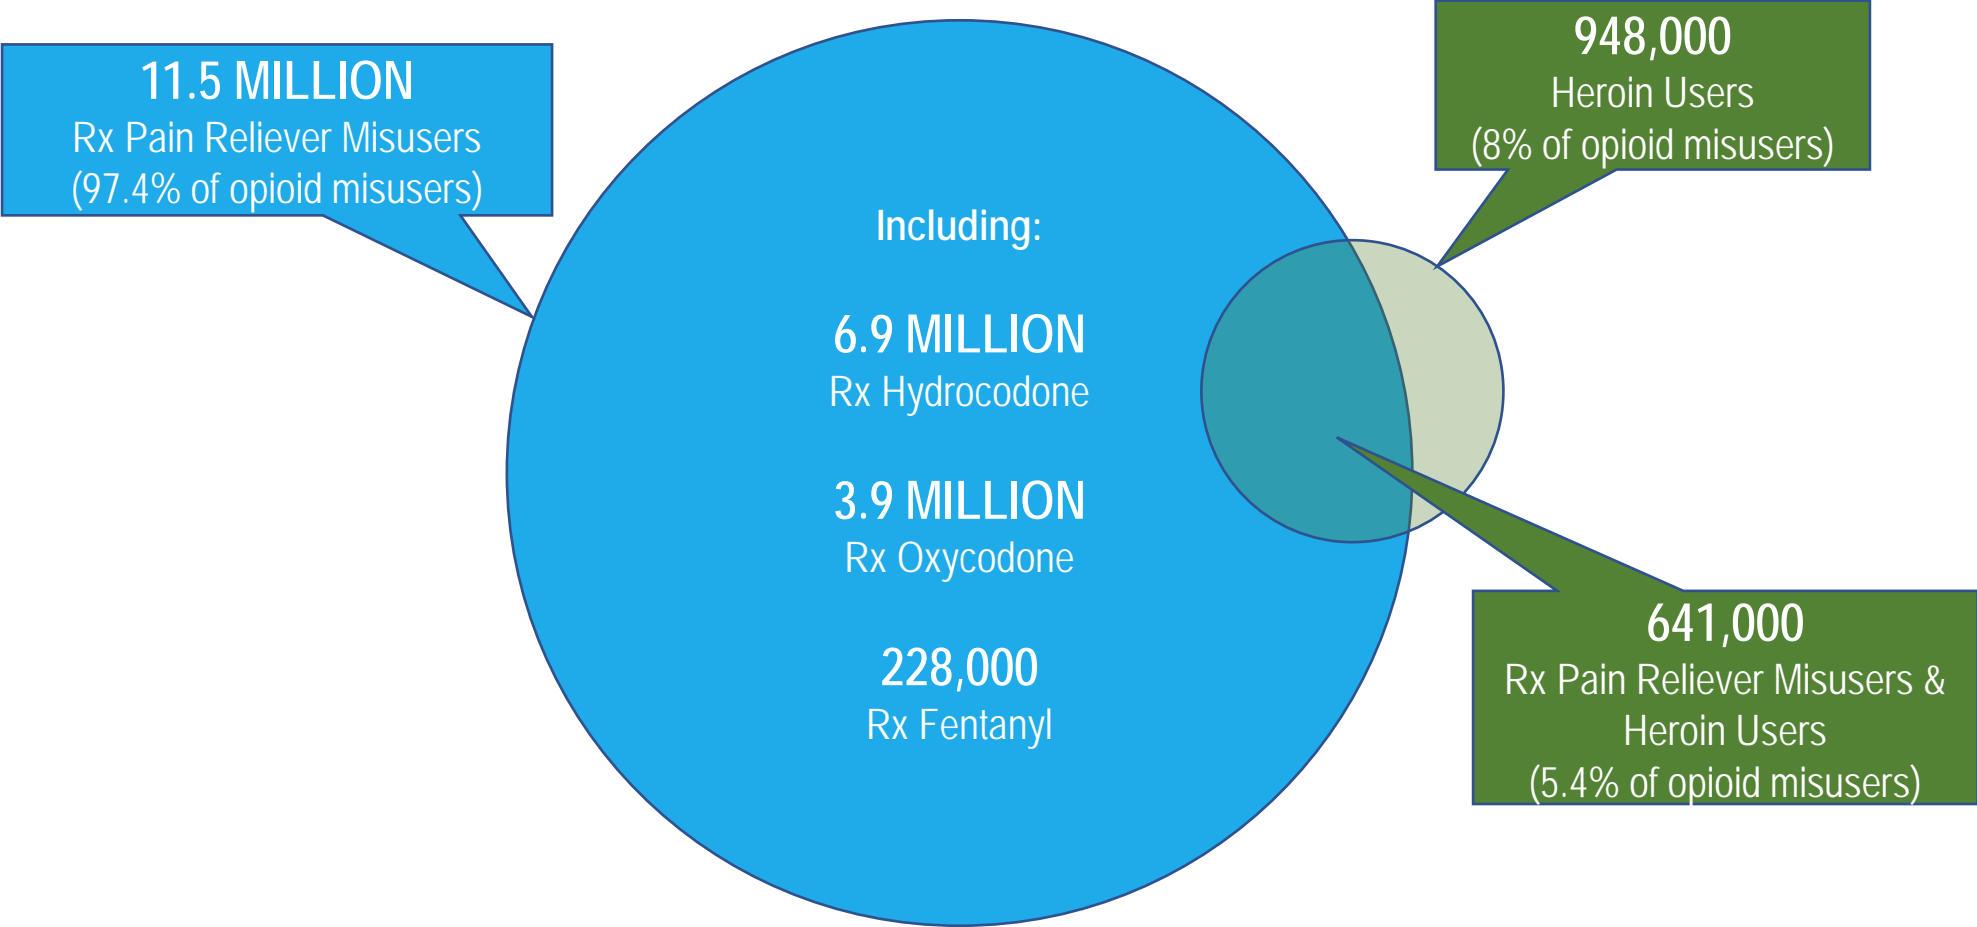 11.5 MILLION
Rx Pain Reliever Misusers
(97.4% of opioid misusers)
948,000
Heroin Users
(8% of opioid misusers)
Including:
6.9 MILLION
Rx Hydrocodone
3.9 MILLION
Rx Oxycodone
228,000
Rx Fentanyl
641,000
Rx Pain Reliever Misusers &
Heroin Users
(5.4% of opioid misusers)